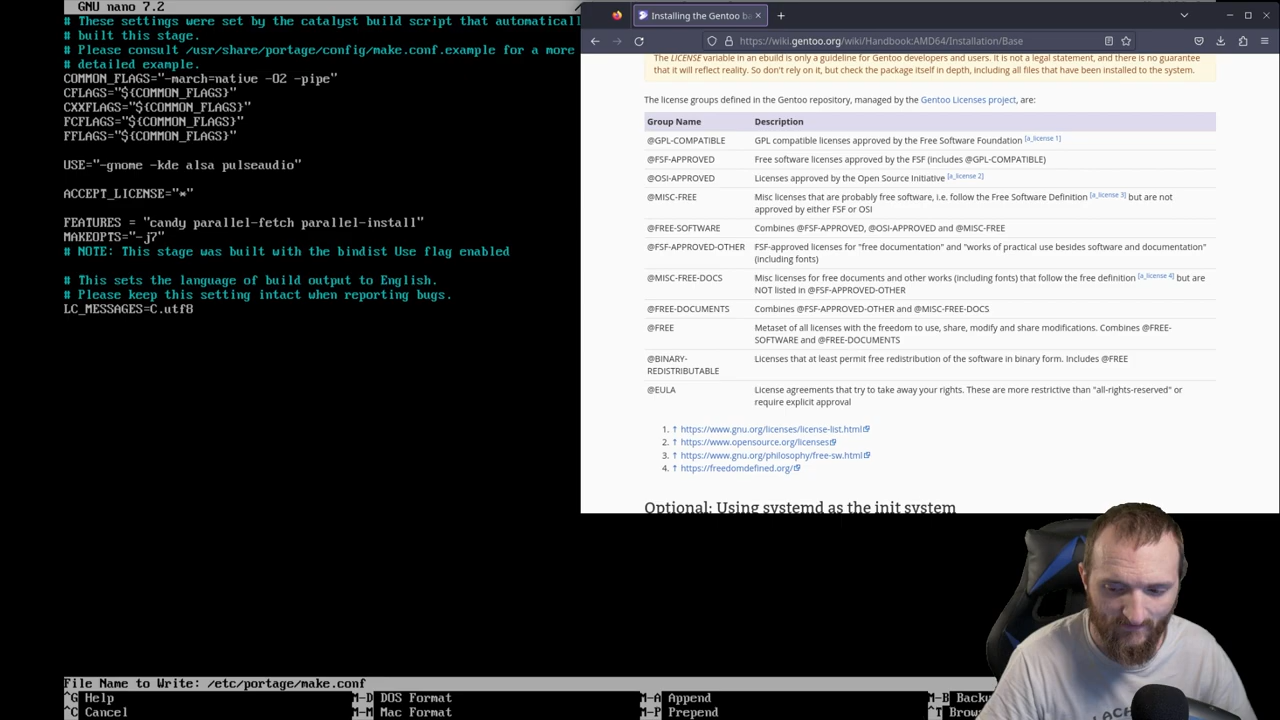 GNU nano 7.2
# These settings were set by the catalyst build script that automatically
# built this stage.
# Please consult /usr/share/portage/config/make.conf.example for a more
# detailed example.
COMMON_FLAGS="-march=native -O2 -pipe"
CFLAGS="${COMMON_FLAGS}"
CXXFLAGS="${COMMON_FLAGS}"
FCFLAGS="${COMMON_FLAGS}"
FFLAGS="${COMMON_FLAGS}"
USE="-gnome -kde alsa pulseaudio"
ACCEPT_LICENSE="*"
FEATURES = "candy parallel-fetch parallel-install"
MAKEOPTS="-j7"
# NOTE: This stage was built with the bindist Use flag enabled
# This sets the language of build output to English.
# Please keep this setting intact when reporting bugs.
LC_MESSAGES=C.utf8
File Name to Write: /etc/portage/make.conf
^G Help
M-D DOS Format
M-A Append
M-B
^C Cancel
M-M Mac Format
M-P Prepend
^T
Installing the Gentoo ba
https://wiki.gentoo.org/wiki/Handbook:AMD64/Installation/Base
The LICENSE variable in an ebuild is only a guideline for Gentoo developers and users. It is not a legal statement, and there is no guarantee
that it will reflect reality. So don't rely on it, but check the package itself in depth, including all files that have been installed to the system.
The license groups defined in the Gentoo repository, managed by the Gentoo Licenses project, are:
Group Name Description
@GPL-COMPATIBLE GPL compatible licenses approved by the Free Software Foundation [a_license 1]
@FSF-APPROVED Free software licenses approved by the FSF (includes @GPL-COMPATIBLE)
@OSI-APPROVED Licenses approved by the Open Source Initiative [a_license 2]
@MISC-FREE Misc licenses that are probably free software, i.e. follow the Free Software Definition [a_license 3] but are not
approved by either FSF or OSI
@FREE-SOFTWARE Combines @FSF-APPROVED, @OSI-APPROVED and @MISC-FREE
@FSF-APPROVED-OTHER FSF-approved licenses for "free documentation" and "works of practical use besides software and documentation"
(including fonts)
@MISC-FREE-DOCS Misc licenses for free documents and other works (including fonts) that follow the free definition [a_license 4] but are
NOT listed in @FSF-APPROVED-OTHER
@FREE-DOCUMENTS Combines @FSF-APPROVED-OTHER and @MISC-FREE-DOCS
@FREE Metaset of all licenses with the freedom to use, share, modify and share modifications. Combines @FREE-
SOFTWARE and @FREE-DOCUMENTS
@BINARY- Licenses that at least permit free redistribution of the software in binary form. Includes @FREE
REDISTRIBUTABLE
@EULA License agreements that try to take away your rights. These are more restrictive than "all-rights-reserved" or
require explicit approval
1. ↑ https://www.gnu.org/licenses/license-list.html
2. ↑ https://www.opensource.org/licenses
3. ↑ https://www.gnu.org/philosophy/free-sw.html
4. ↑ https://freedomdefined.org/
Optional: Using systemd as the init system